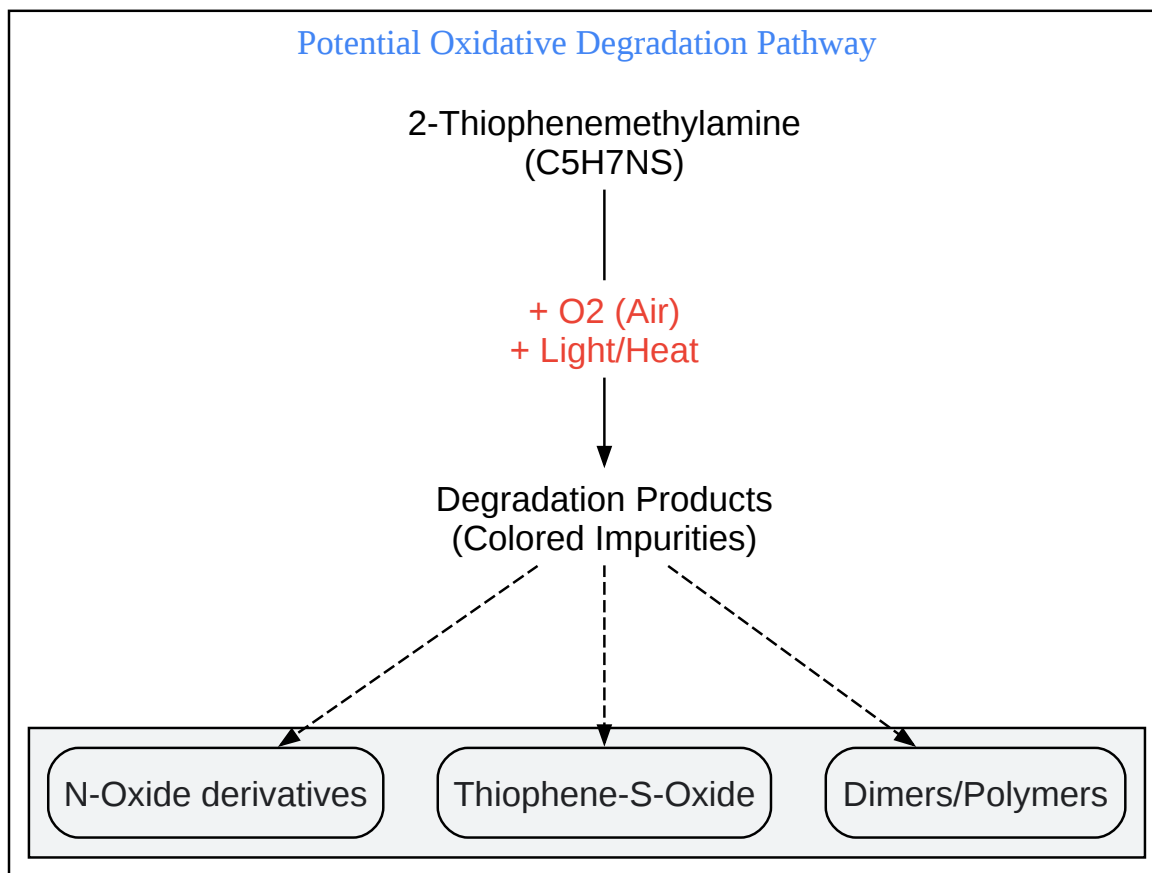 Potential Oxidative Degradation Pathway
2-Thiophenemethylamine
(C5H7NS)
+ O2 (Air)
+ Light/Heat
Degradation Products
(Colored Impurities)
N-Oxide derivatives
Thiophene-S-Oxide
Dimers/Polymers